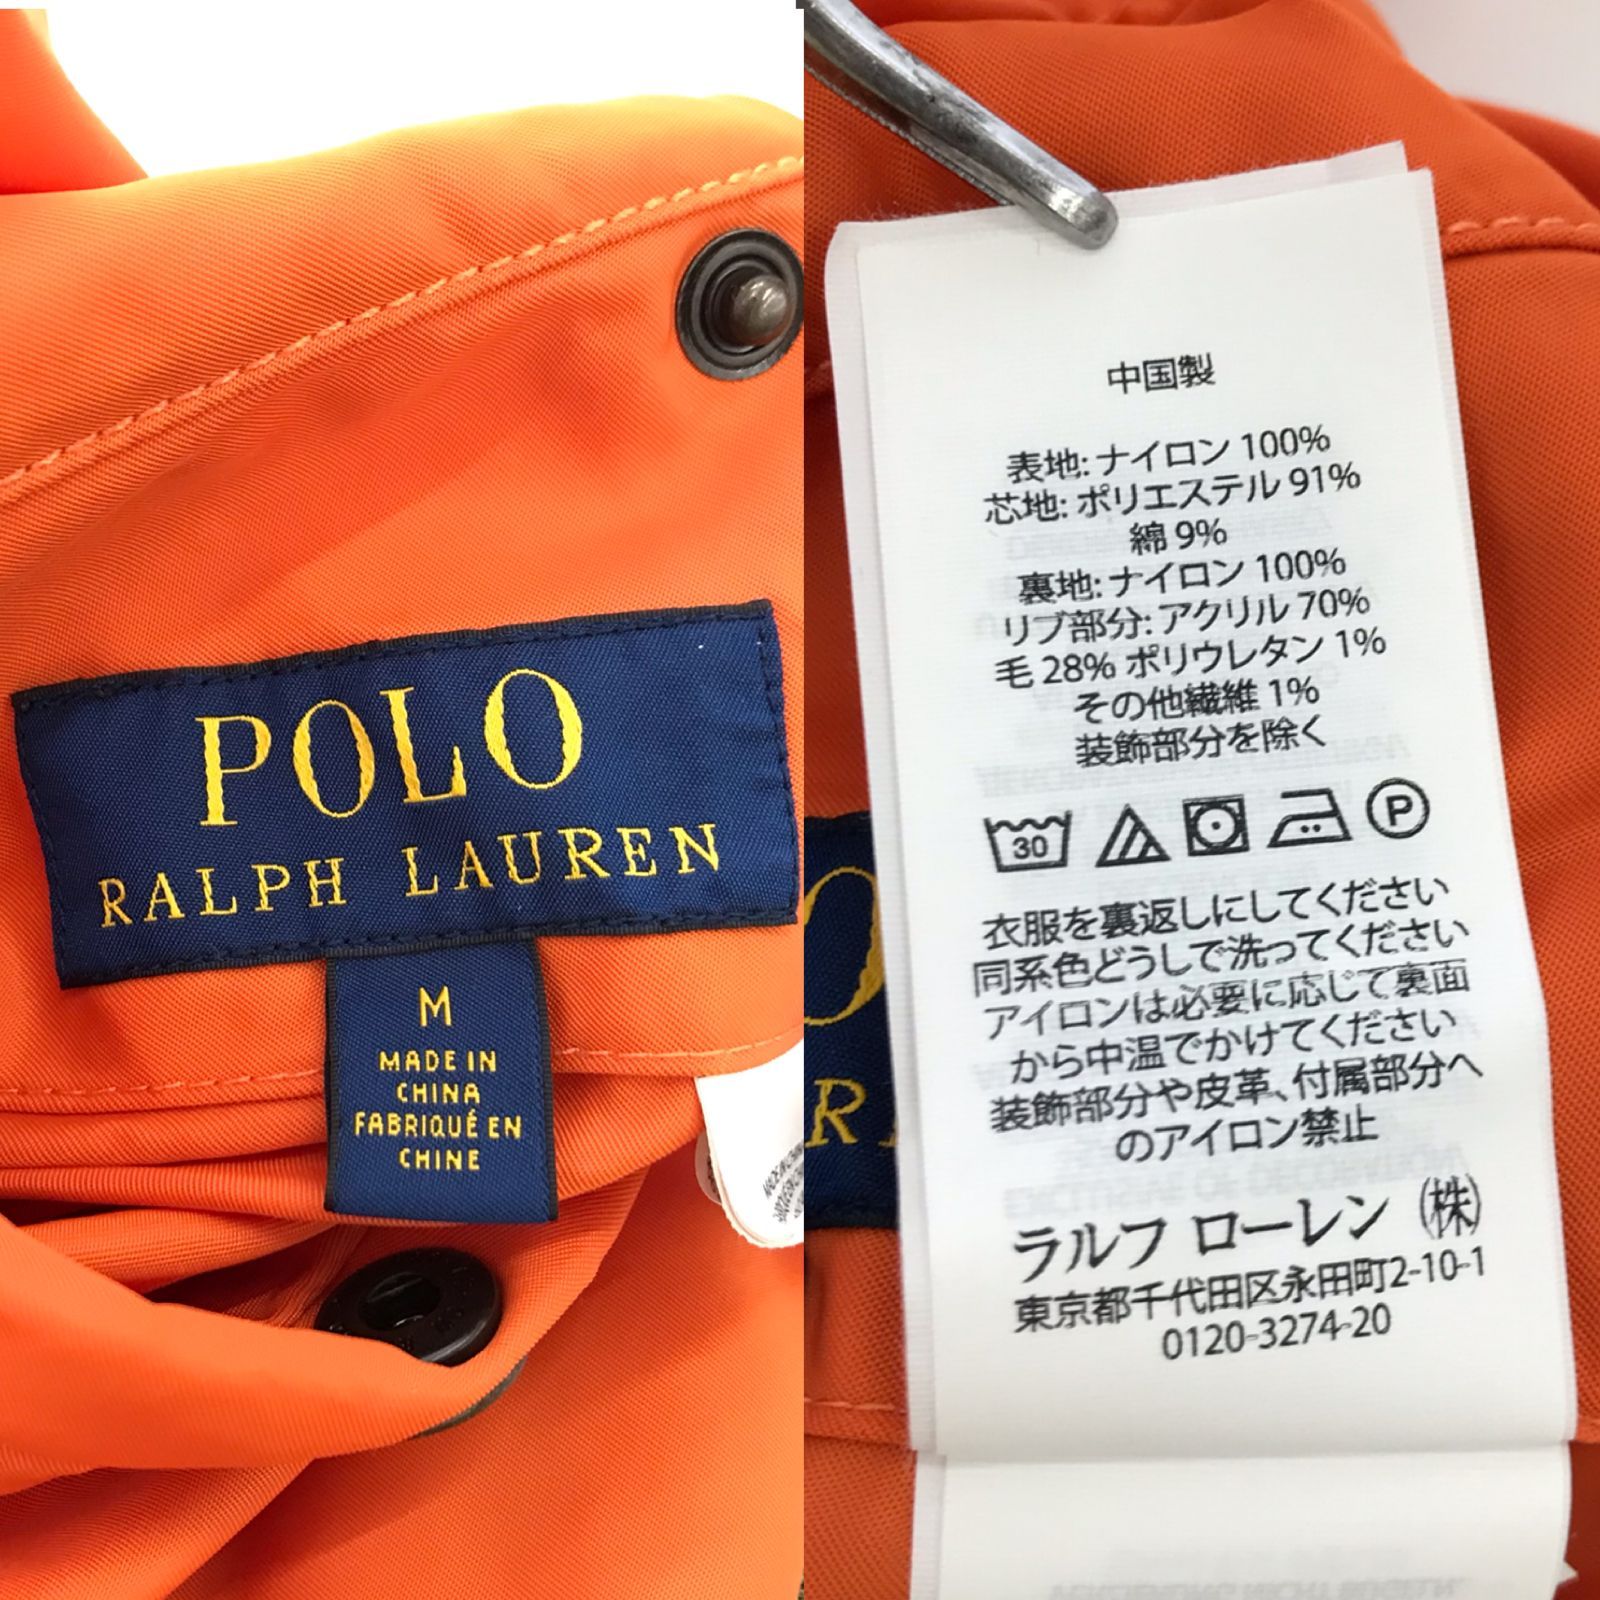 POLO
RALPH LAUREN
M
MADE IN
CHINA
FABRIQUÉ EN
CHINE
中国製
表地: ナイロン 100%
芯地: ポリエステル 91%
綿 9%
裏地: ナイロン 100%
リブ部分: アクリル 70%
毛 28% ポリウレタン 1%
その他繊維 1%
装飾部分を除く
30
P
衣服を裏返しにしてください
同系色どうしで洗ってください
アイロンは必要に応じて裏面
から中温でかけてください
装飾部分や皮革、付属部分へ
のアイロン禁止
ラルフ ローレン (株)
東京都千代田区永田町2-10-1
0120-3274-20